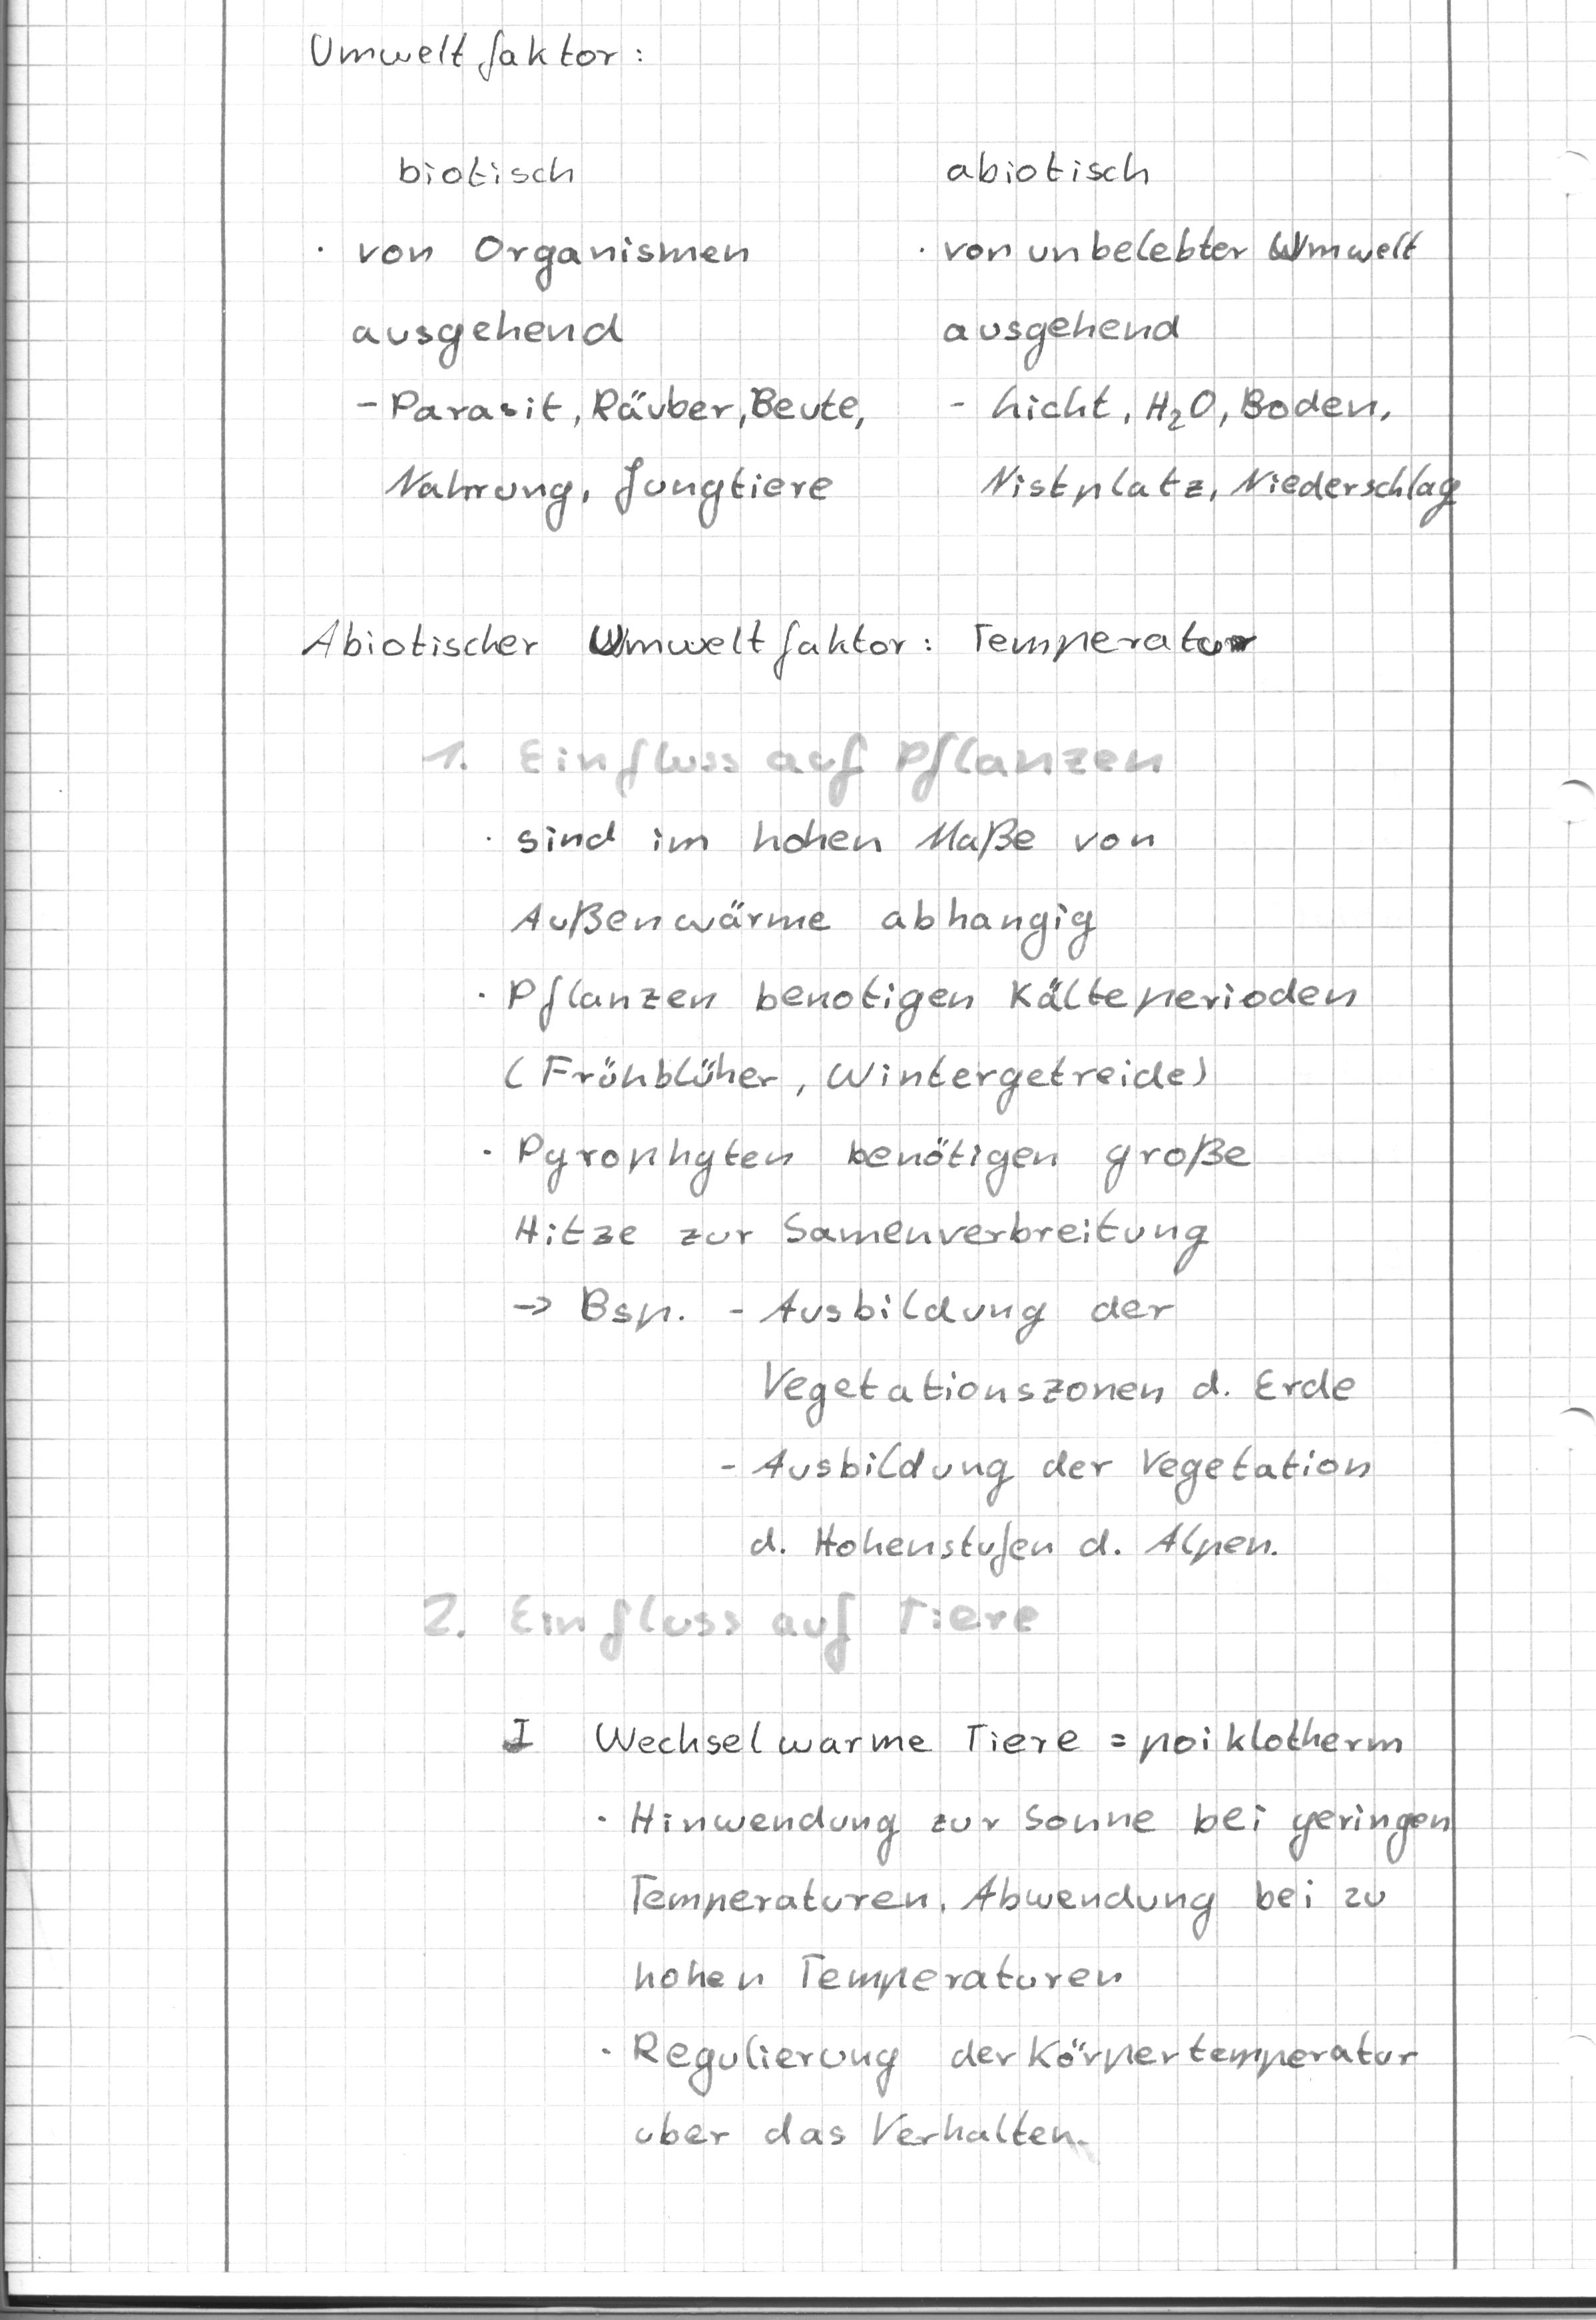 Umweltfaktor:
biotisch abiotisch
· von Organismen · von unbelebter Umwelt
ausgehend ausgehend
- Parasit, Räuber, Beute, - Licht, H₂O, Boden,
Nahrung, Jungtiere Nistplatz, Niederschlag
Abiotischer Umweltfaktor: Temperatur
1. Einfluss auf Pflanzen
· sind im hohen Maße von
Außenwärme abhangig
· Pflanzen benotigen Kälteperioden
(Frühblüher, Wintergetreide)
· Pyrophyten benötigen große
Hitze zur Samenverbreitung
→ Bsp. - Ausbildung der
Vegetationszonen d. Erde
- Ausbildung der Vegetation
d. Hohenstufen d. Alpen.
2. Einfluss auf Tiere
I Wechselwarme Tiere = poiklotherm
· Hinwendung zur Sonne bei geringen
Temperaturen, Abwendung bei zu
hohen Temperaturen
· Regulierung der Körpertemperatur
uber das Verhalten.